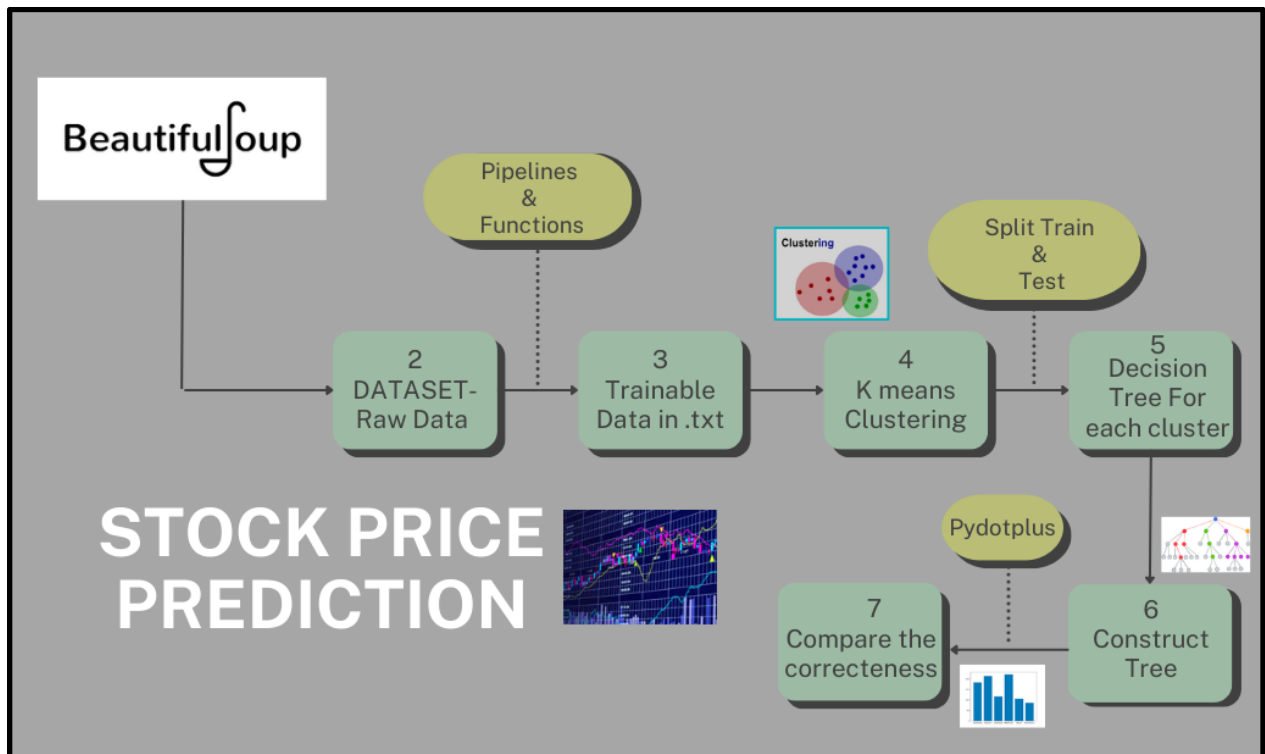 BeautifulSoup
Pipelines
&
Functions
Clustering
Split Train
&
Test
2
DATASET-
Raw Data
3
Trainable
Data in .txt
4
K means
Clustering
5
Decision
Tree For
each cluster
STOCK PRICE
PREDICTION
Pydotplus
7
Compare the
correcteness
6
Construct
Tree